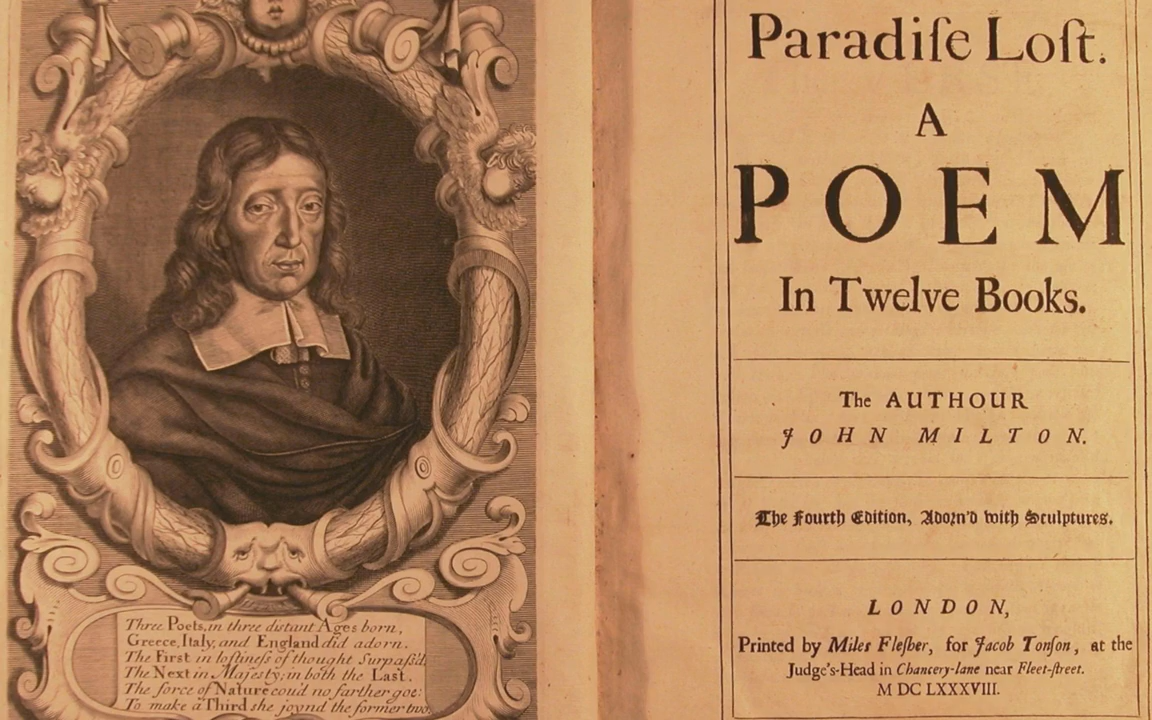 Three Poets, in three distant Ages born,
Greece, Italy, and England did adorn.
The First in loftiness of thought Surpass'd;
The Next in Majesty; in both the Last.
The force of Nature cou'd no farther goe:
To make a Third she joynd the former two.
Paradiſe Loſt.
A
POEM
In Twelve Books.
The AUTHOUR
JOHN MILTON.
The Fourth Edition, Adorn'd with Sculptures.
LONDON,
Printed by Miles Fleſher, for Jacob Tonſon, at the
Judge's-Head in Chancery-lane near Fleet-ſtreet.
M DC LXXXVIII.